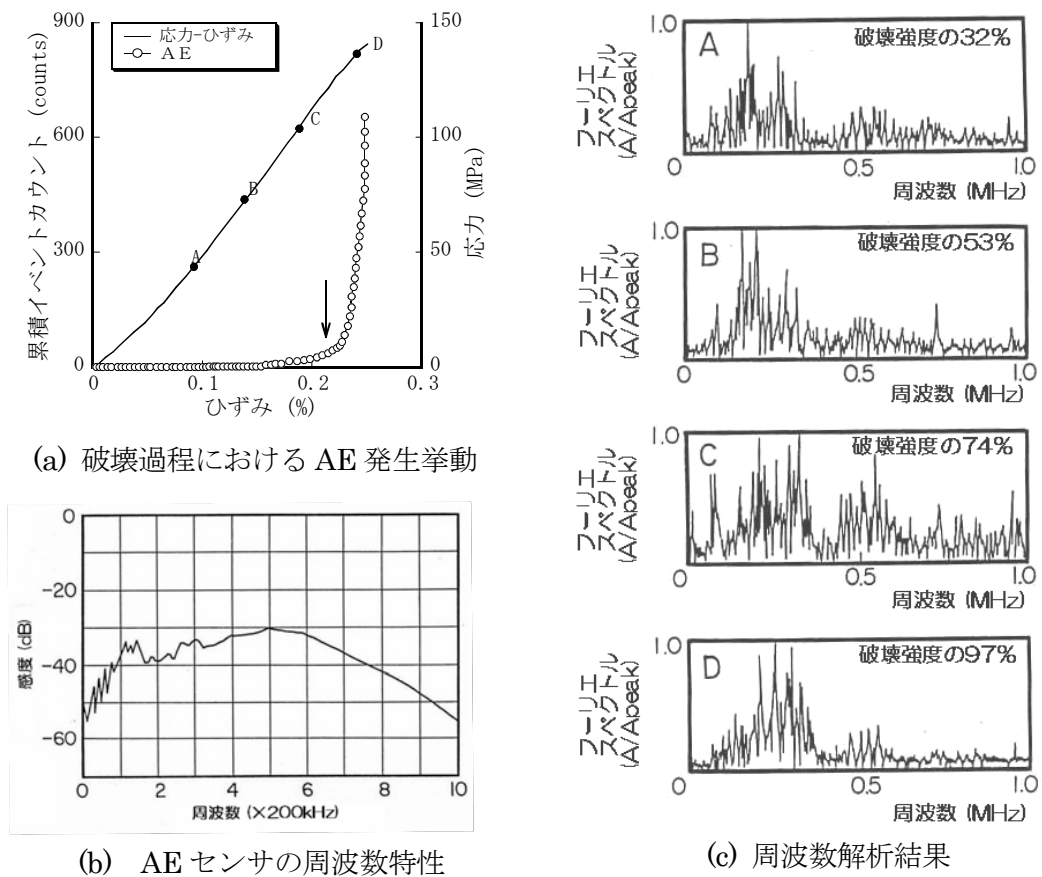 900
600
300
0
累積イベントカウント (counts)
応力-ひずみ
AE
A
B
C
D
150
100
50
0
応力 (MPa)
0
0.1
0.2
0.3
ひずみ (%)
(a) 破壊過程における AE 発生挙動
0
-20
-40
-60
感度 (dB)
0
2
4
6
8
10
周波数 (×200kHz)
(b) AE センサの周波数特性
1.0
A
破壊強度の32%
フーリエ
スペクトル
(A/Apeak)
0
0.5
1.0
周波数 (MHz)
1.0
B
破壊強度の53%
フーリエ
スペクトル
(A/Apeak)
0
0.5
1.0
周波数 (MHz)
1.0
C
破壊強度の74%
フーリエ
スペクトル
(A/Apeak)
0
0.5
1.0
周波数 (MHz)
1.0
D
破壊強度の97%
フーリエ
スペクトル
(A/Apeak)
0
0.5
1.0
周波数 (MHz)
(c) 周波数解析結果